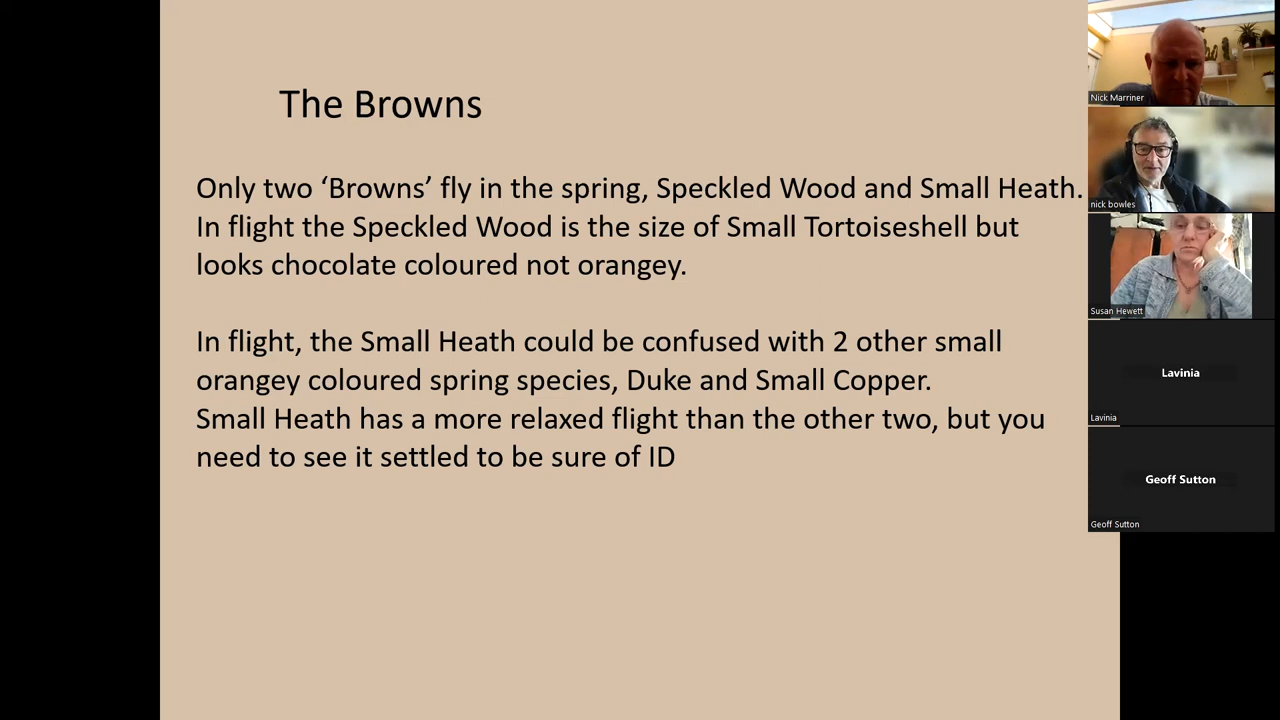 The Browns
Only two ‘Browns’ fly in the spring, Speckled Wood and Small Heath.
In flight the Speckled Wood is the size of Small Tortoiseshell but
looks chocolate coloured not orangey.
In flight, the Small Heath could be confused with 2 other small
orangey coloured spring species, Duke and Small Copper.
Small Heath has a more relaxed flight than the other two, but you
need to see it settled to be sure of ID
Nick Marriner
nick bowles
Susan Hewett
Lavinia
Lavinia
Geoff Sutton
Geoff Sutton